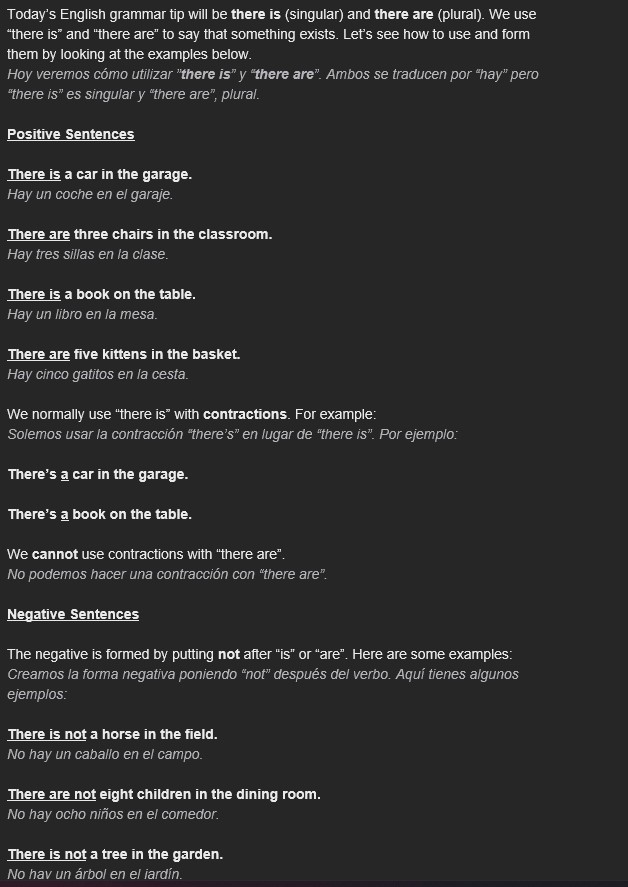 Today’s English grammar tip will be there is (singular) and there are (plural). We use
“there is” and “there are” to say that something exists. Let’s see how to use and form
them by looking at the examples below.
Hoy veremos cómo utilizar ”there is” y “there are”. Ambos se traducen por “hay” pero
“there is” es singular y “there are”, plural.
Positive Sentences
There is a car in the garage.
Hay un coche en el garaje.
There are three chairs in the classroom.
Hay tres sillas en la clase.
There is a book on the table.
Hay un libro en la mesa.
There are five kittens in the basket.
Hay cinco gatitos en la cesta.
We normally use “there is” with contractions. For example:
Solemos usar la contracción “there’s” en lugar de “there is”. Por ejemplo:
There’s a car in the garage.
There’s a book on the table.
We cannot use contractions with “there are”.
No podemos hacer una contracción con “there are”.
Negative Sentences
The negative is formed by putting not after “is” or “are”. Here are some examples:
Creamos la forma negativa poniendo “not” después del verbo. Aquí tienes algunos
ejemplos:
There is not a horse in the field.
No hay un caballo en el campo.
There are not eight children in the dining room.
No hay ocho niños en el comedor.
There is not a tree in the garden.
No hay un árbol en el jardín.